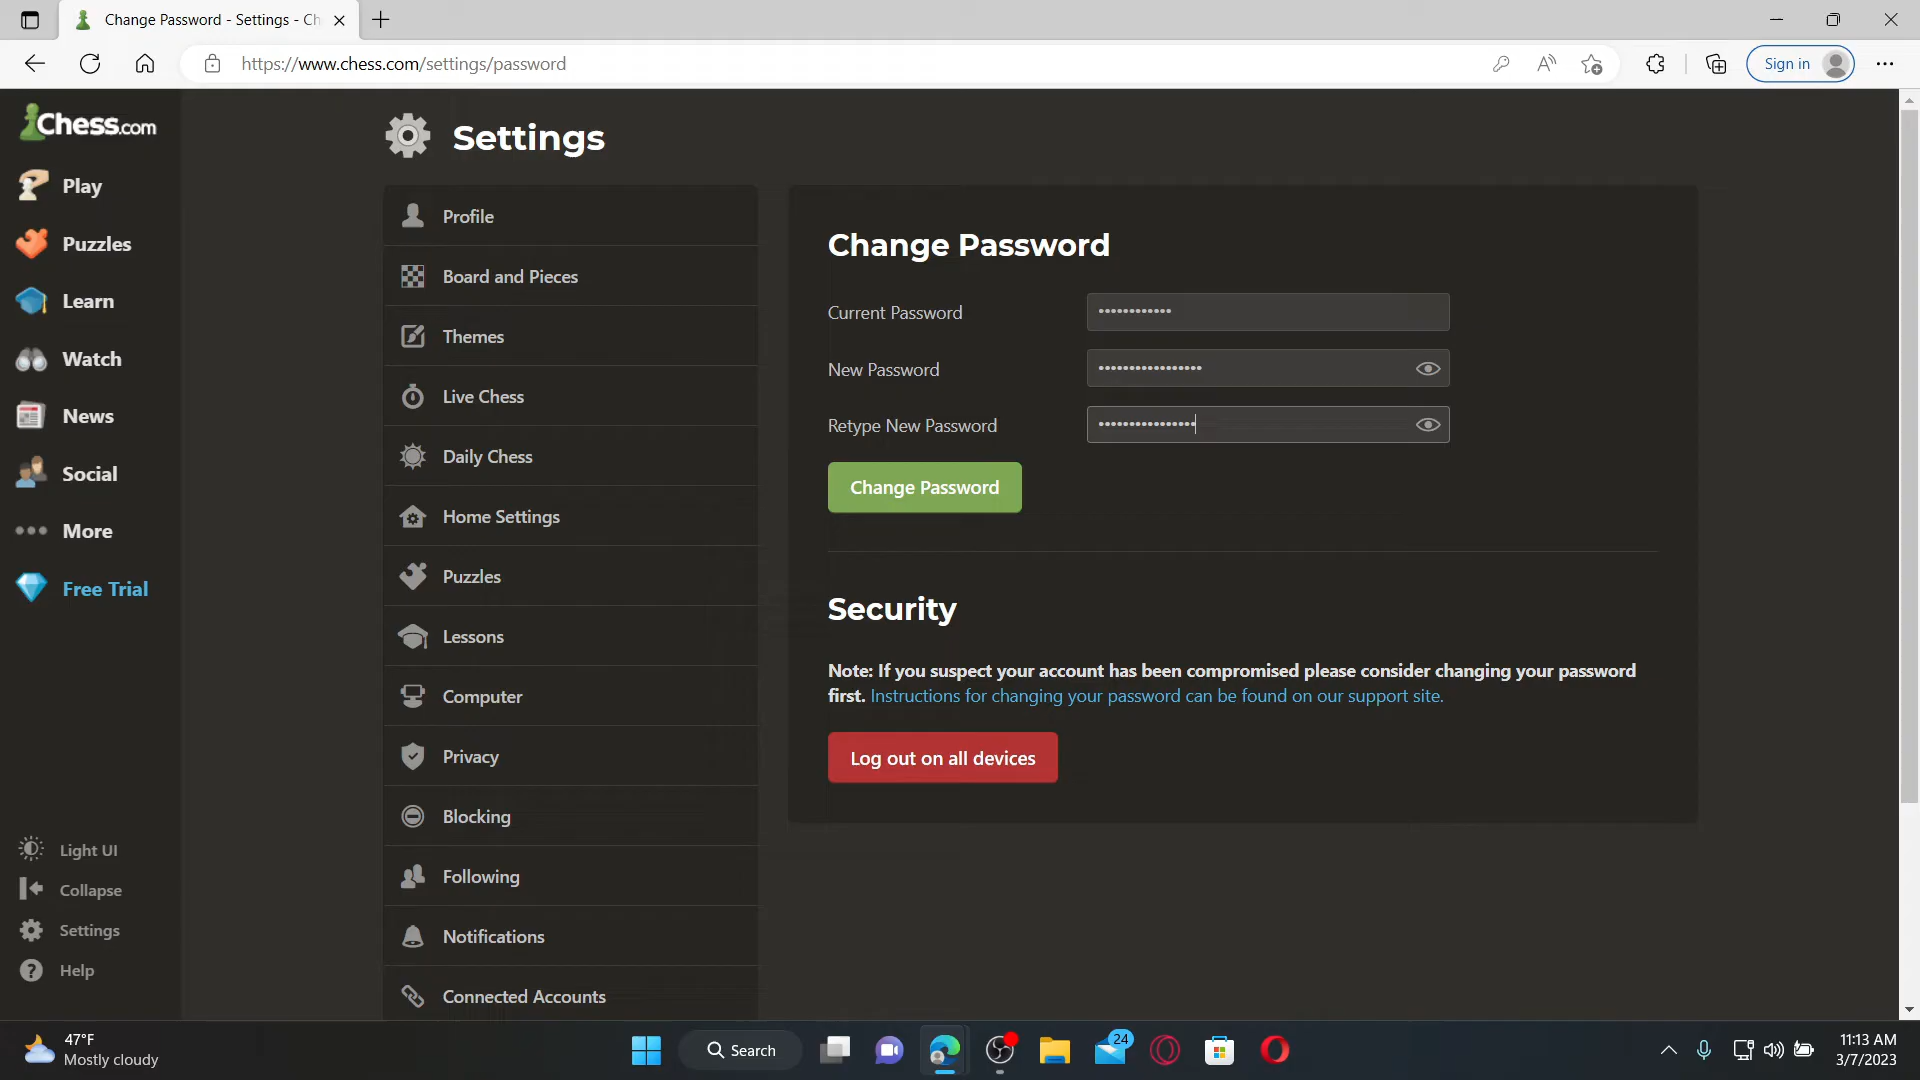 Change Password - Settings - Ch
https://www.chess.com/settings/password
Sign in
Chess.com
Play
Puzzles
Learn
Watch
News
Social
More
Free Trial
Light UI
Collapse
Settings
Help
Settings
Profile
Board and Pieces
Themes
Live Chess
Daily Chess
Home Settings
Puzzles
Lessons
Computer
Privacy
Blocking
Following
Notifications
Connected Accounts
Change Password
Current Password
New Password
Retype New Password
Change Password
Security
Note: If you suspect your account has been compromised please consider changing your password
first. Instructions for changing your password can be found on our support site.
Log out on all devices
47°F
Mostly cloudy
Search
24
11:13 AM
3/7/2023